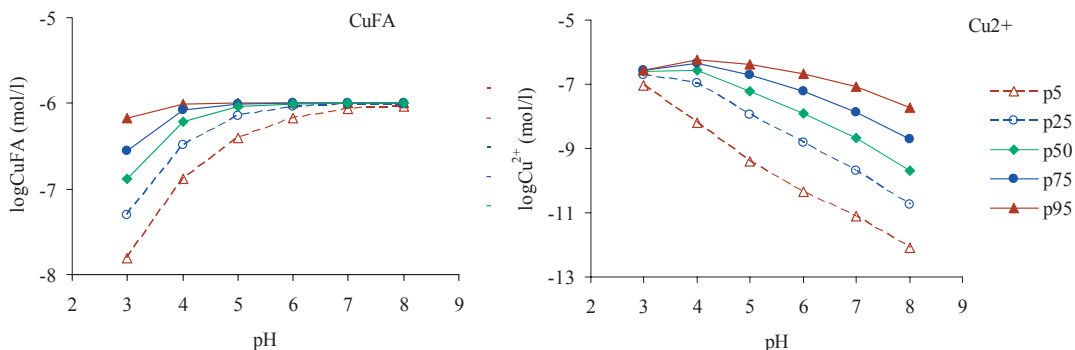 CuFA
-5
-6
-7
-8
logCuFA (mol/l)
2 3 4 5 6 7 8 9
pH
Cu2+
-5
-7
-9
-11
-13
logCu²⁺ (mol/l)
2 3 4 5 6 7 8 9
pH
p5
p25
p50
p75
p95